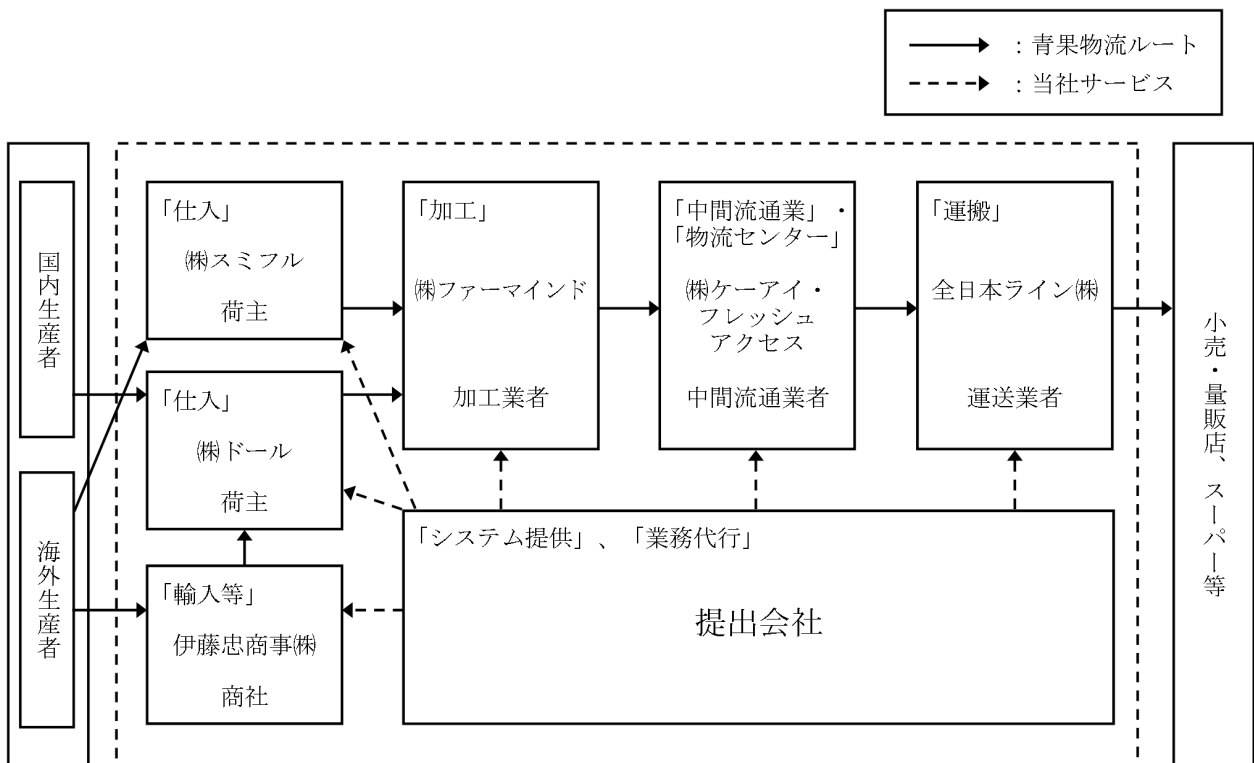 ：青果物流ルート
：当社サービス
国内生産者
海外生産者
「仕入」
㈱スミフル
荷主
「仕入」
㈱ドール
荷主
「輸入等」
伊藤忠商事㈱
商社
「加工」
㈱ファーマインド
加工業者
「中間流通業」・
「物流センター」
㈱ケーアイ・
フレッシュ
アクセス
中間流通業者
「運搬」
全日本ライン㈱
運送業者
「システム提供」、「業務代行」
提出会社
小売・量販店、スーパー等